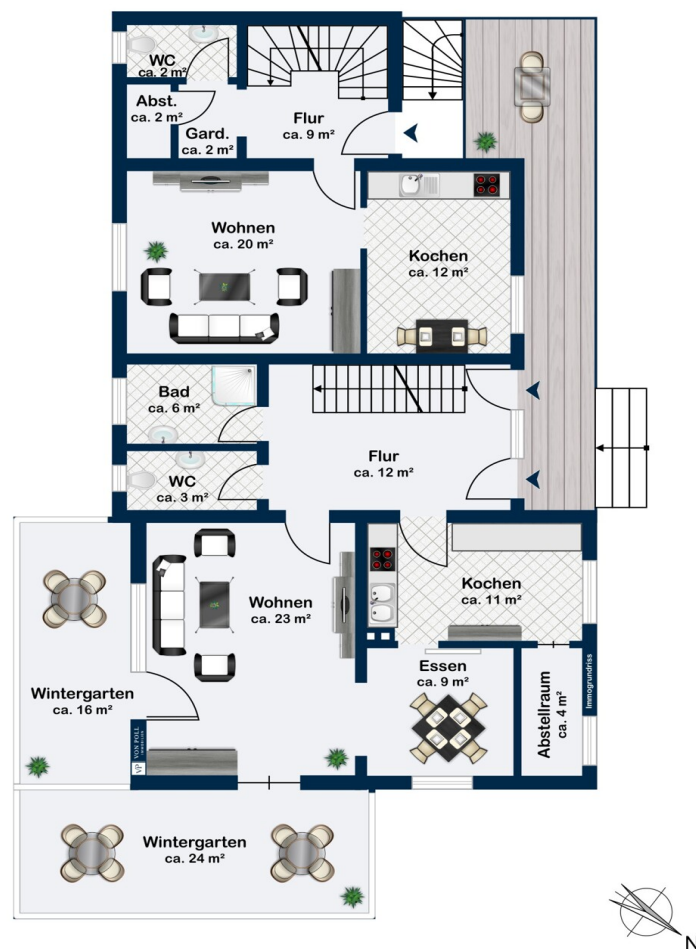 WC
ca. 2 m²
Abst.
ca. 2 m²
Gard.
ca. 2 m²
Flur
ca. 9 m²
Wohnen
ca. 20 m²
Kochen
ca. 12 m²
Bad
ca. 6 m²
WC
ca. 3 m²
Flur
ca. 12 m²
Wohnen
ca. 23 m²
Kochen
ca. 11 m²
Essen
ca. 9 m²
Abstellraum
ca. 4 m²
Immogrundriss
Wintergarten
ca. 16 m²
VP VON POLL
IMMOBILIEN
Wintergarten
ca. 24 m²
N